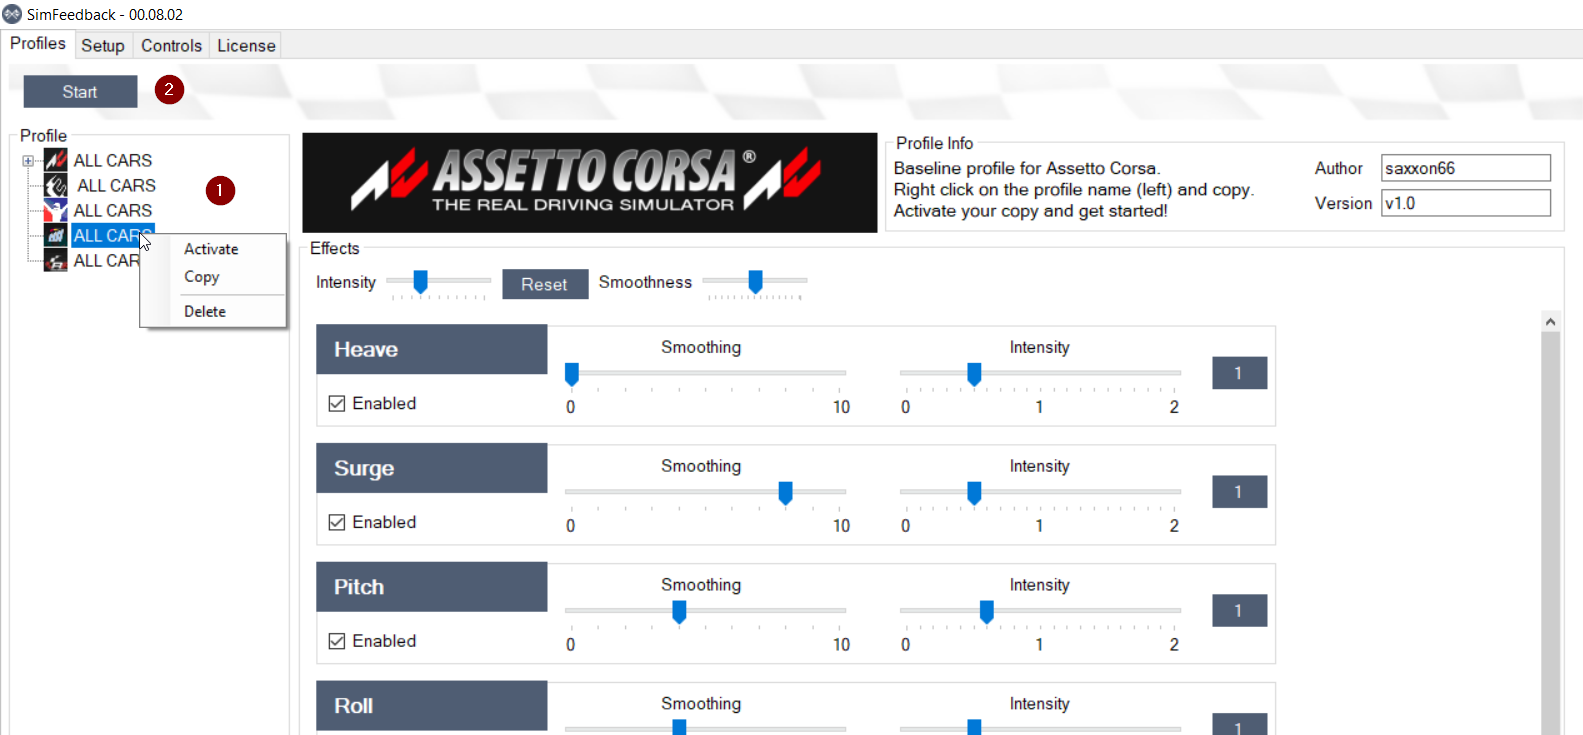 SimFeedback - 00.08.02
Profiles
Setup
Controls
License
Start
2
Profile
ALL CARS
ALL CARS
1
ALL CARS
ALL CARS
ALL CAR
Activate
Copy
Delete
ASSETTO CORSA®
THE REAL DRIVING SIMULATOR
Profile Info
Baseline profile for Assetto Corsa.
Right click on the profile name (left) and copy.
Activate your copy and get started!
Author
saxxon66
Version
v1.0
Effects
Intensity
Reset
Smoothness
Heave
Smoothing
Intensity
1
Enabled
0
10
0
1
2
Surge
Smoothing
Intensity
1
Enabled
0
10
0
1
2
Pitch
Smoothing
Intensity
1
Enabled
0
10
0
1
2
Roll
Smoothing
Intensity
1